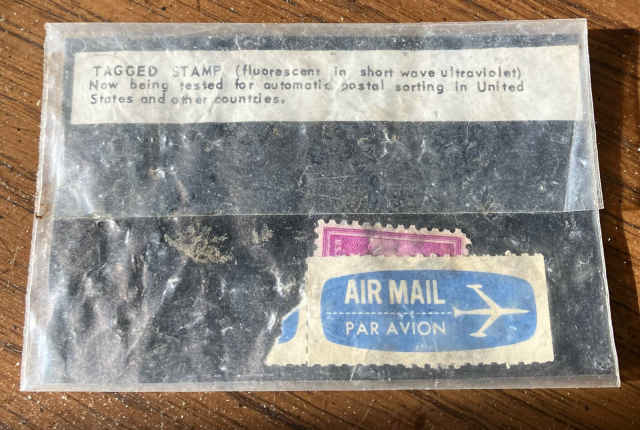 TAGGED STAMP (fluorescent in short wave ultraviolet)
Now being tessed for automatic postal sorting in United
States and other countries.
AIR MAIL
PAR AVION